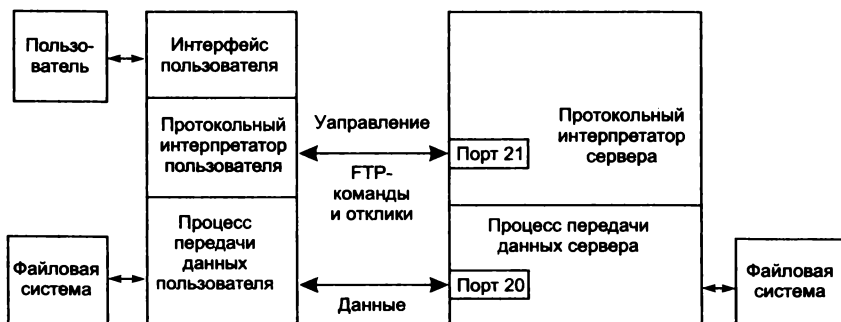 Пользо-
ватель
Интерфейс
пользователя
Протокольный
интерпретатор
пользователя
Уаправление
FTP-
команды
и отклики
Порт 21
Протокольный
интерпретатор
сервера
Файловая
система
Процесс
передачи
данных
пользователя
Данные
Процесс передачи
данных сервера
Порт 20
Файловая
система